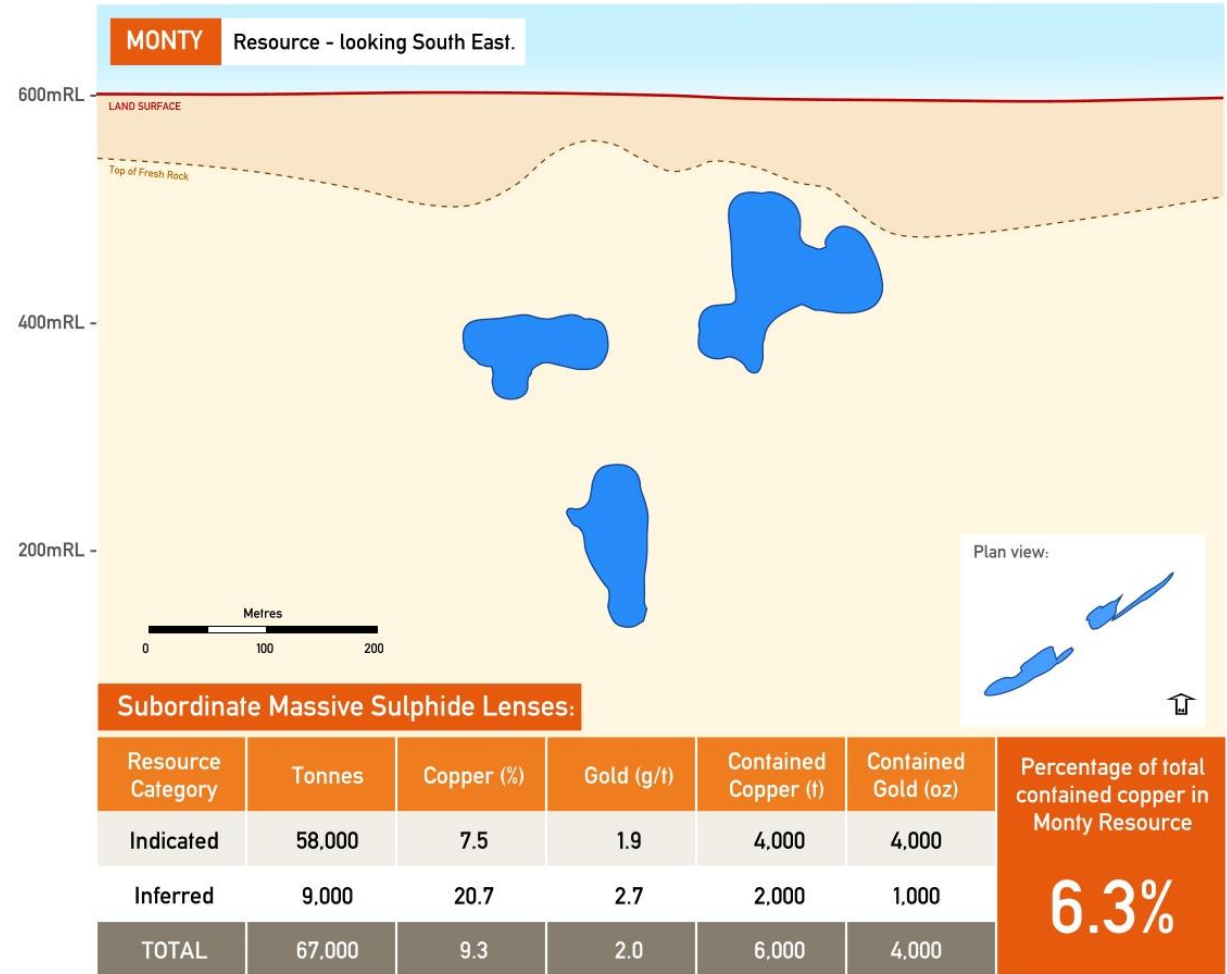 MONTY Resource - looking South East.
600mRL
LAND SURFACE
Top of Fresh Rock
400mRL
200mRL
Plan view:
N
Metres
0 100 200
Subordinate Massive Sulphide Lenses:
Resource Category Tonnes Copper (%) Gold (g/t) Contained Copper (t) Contained Gold (oz)
Indicated 58,000 7.5 1.9 4,000 4,000
Inferred 9,000 20.7 2.7 2,000 1,000
TOTAL 67,000 9.3 2.0 6,000 4,000
Percentage of total
contained copper in
Monty Resource
6.3%